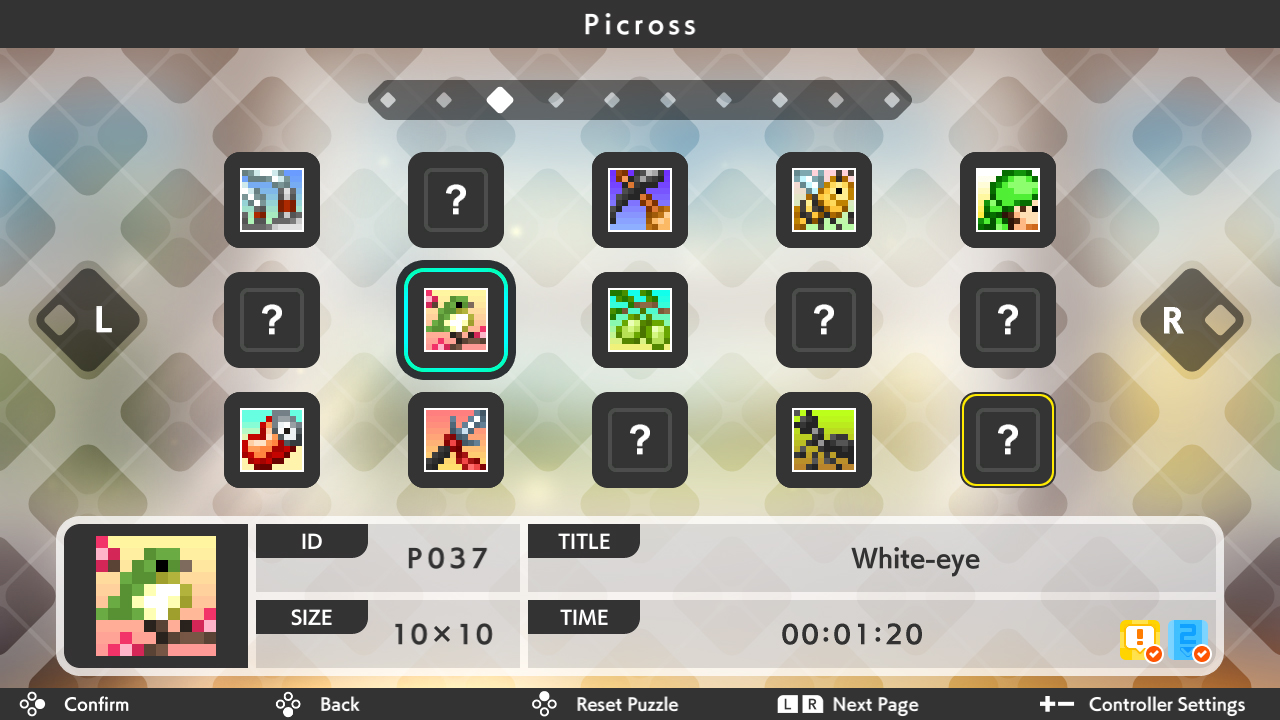 Picross
?
L
?
?
?
R
?
?
ID
P037
TITLE
White-eye
SIZE
10×10
TIME
00:01:20
!
2
Confirm
Back
Reset Puzzle
L R Next Page
Controller Settings